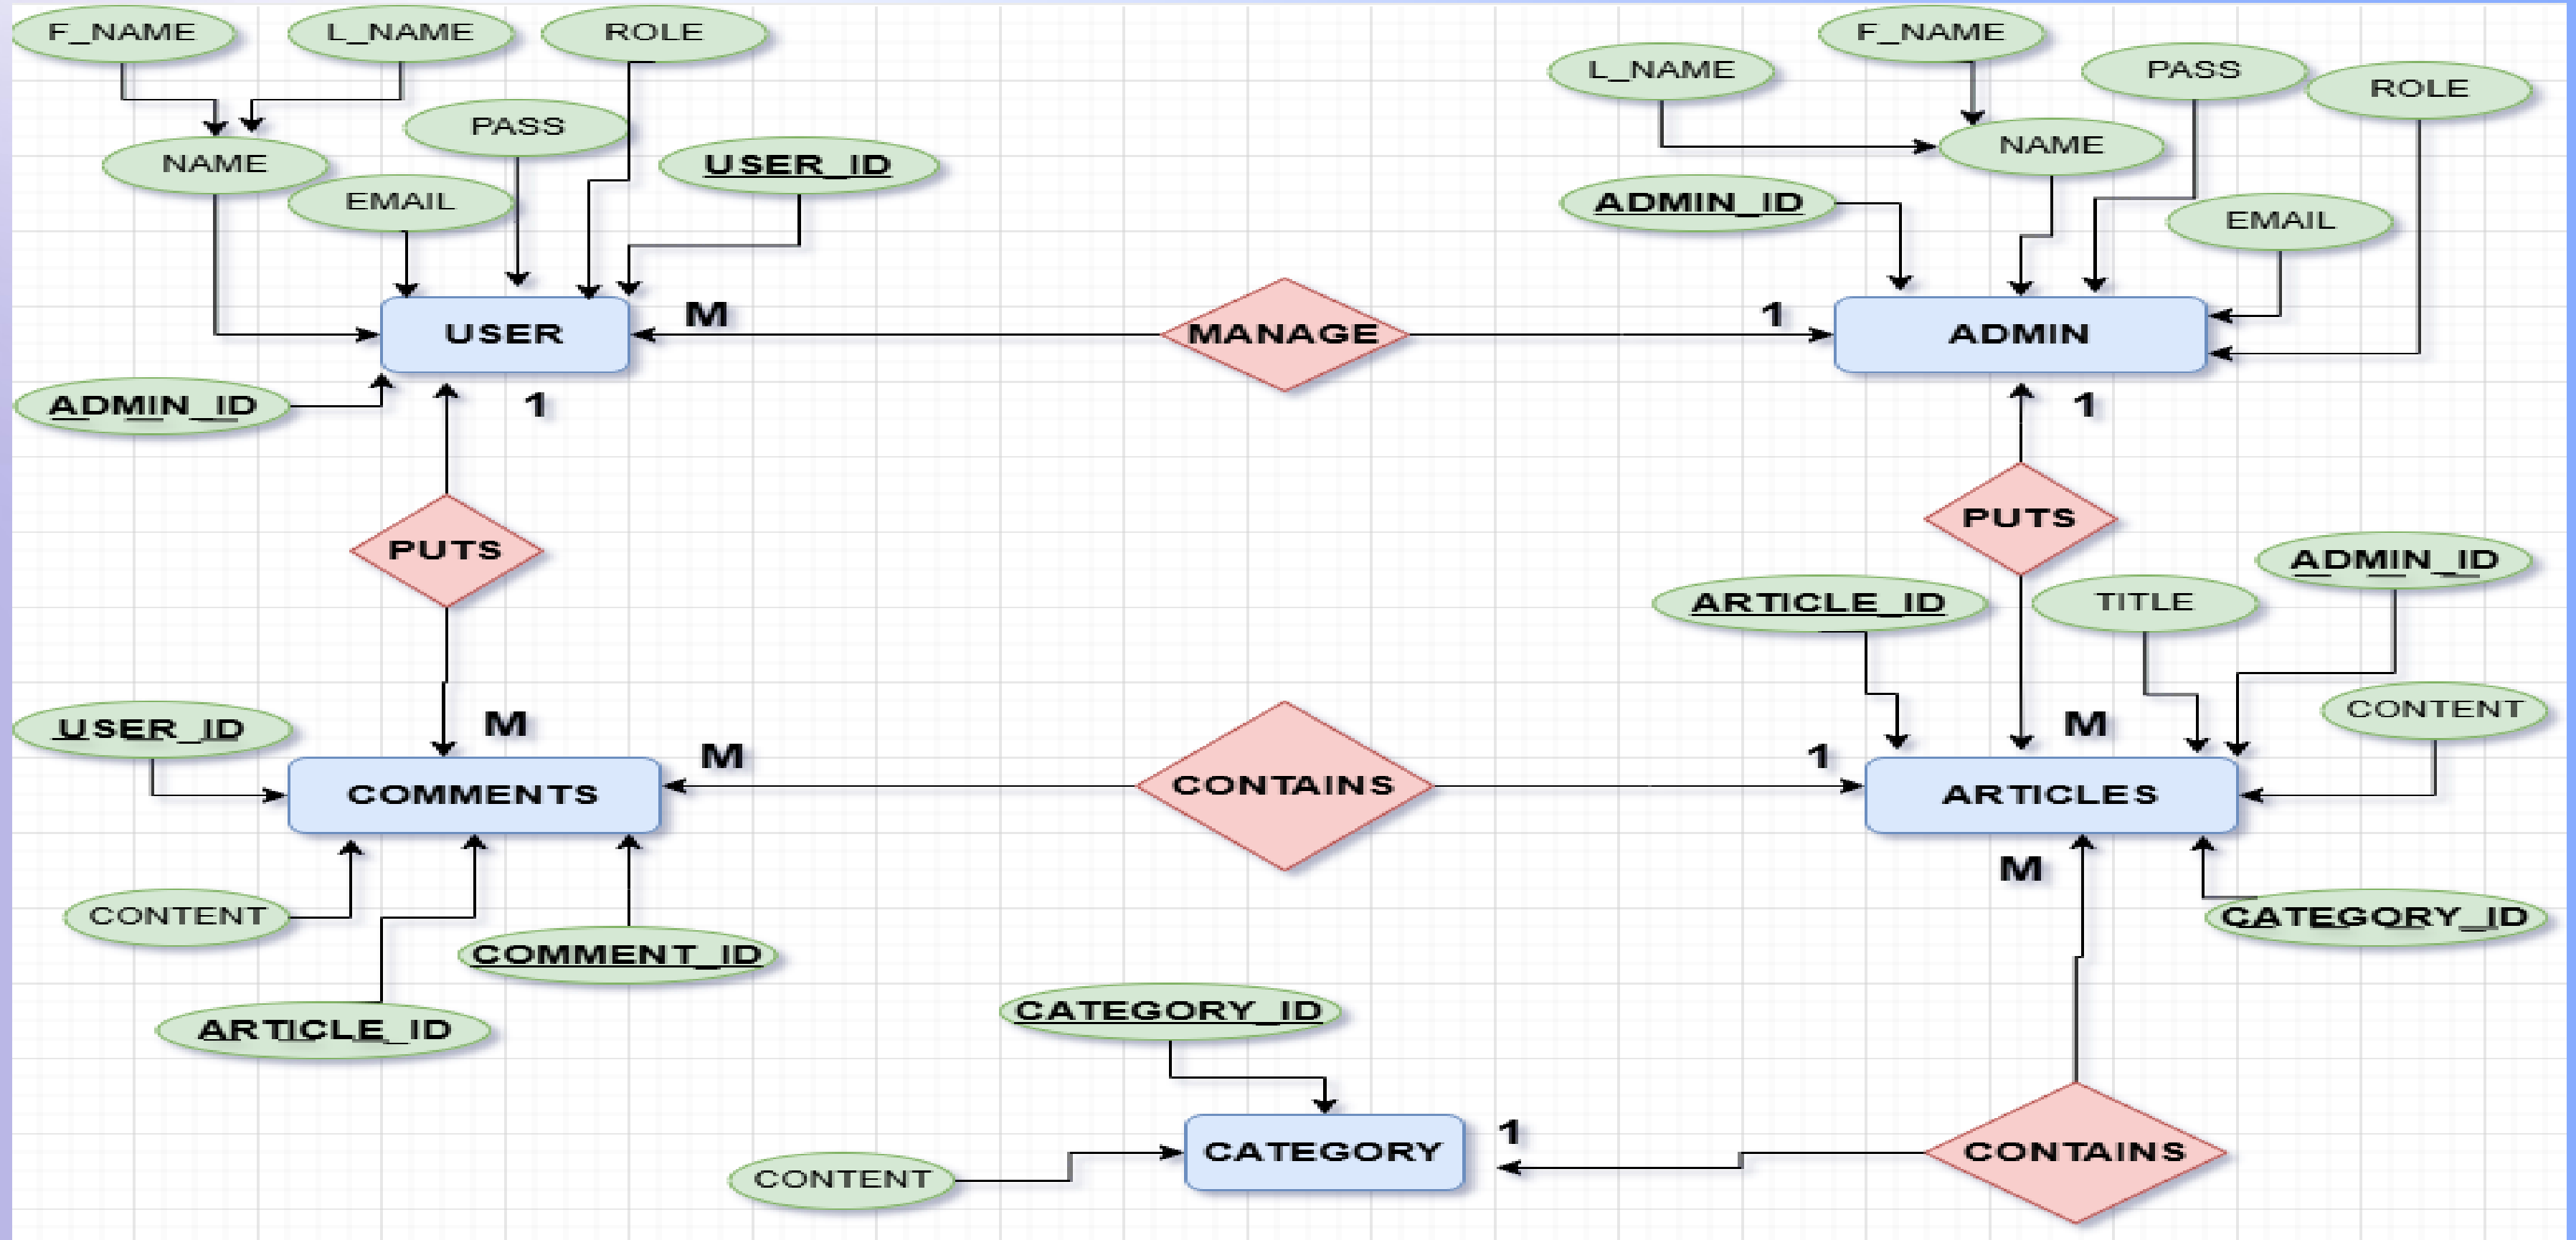 F_NAME
L_NAME
ROLE
PASS
NAME
EMAIL
USER_ID
USER
ADMIN_ID
M
MANAGE
1
L_NAME
F_NAME
PASS
ROLE
NAME
ADMIN_ID
EMAIL
ADMIN
1
PUTS
M
1
PUTS
M
USER_ID
COMMENTS
CONTENT
ARTICLE_ID
COMMENT_ID
M
CONTAINS
1
ARTICLE_ID
TITLE
ADMIN_ID
CONTENT
ARTICLES
M
CATEGORY_ID
CATEGORY_ID
CATEGORY
CONTENT
1
CONTAINS